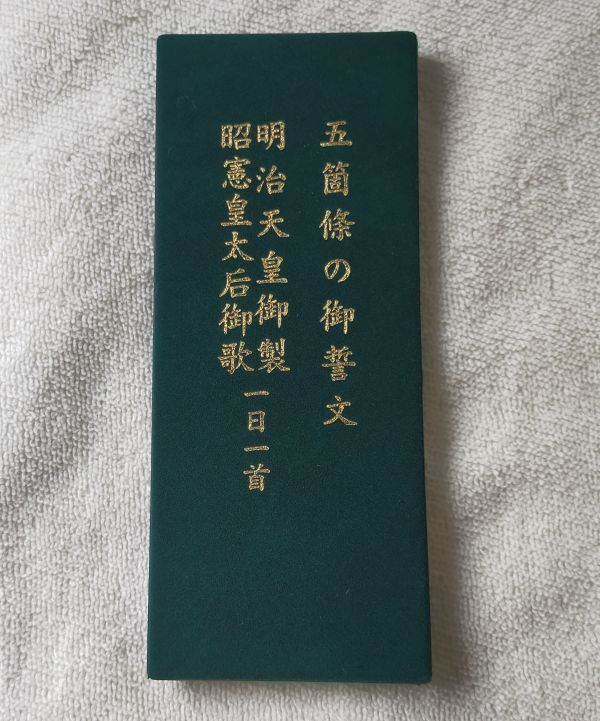 五箇條の御誓文
明治天皇御製
昭憲皇太后御歌
一日一首